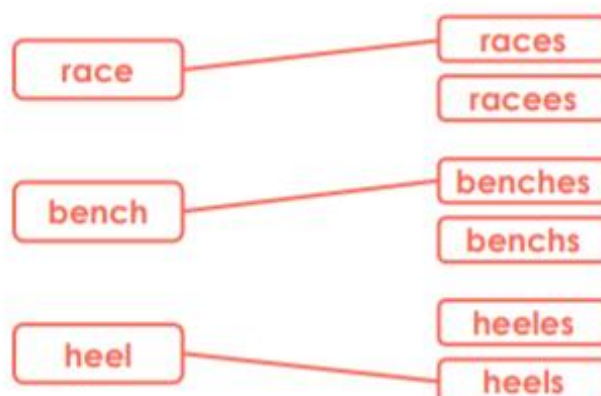 race
races
racees
bench
benches
benchs
heel
heeles
heels